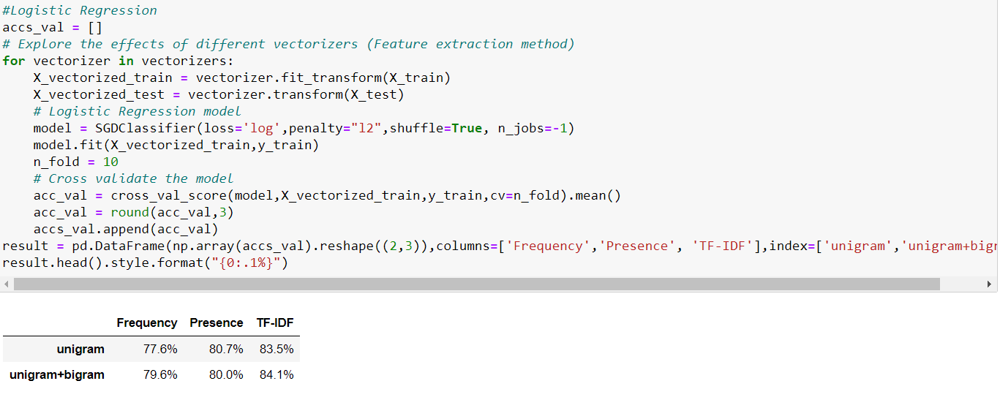 #Logistic Regression
accs_val = []
# Explore the effects of different vectorizers (Feature extraction method)
for vectorizer in vectorizers:
    X_vectorized_train = vectorizer.fit_transform(X_train)
    X_vectorized_test = vectorizer.transform(X_test)
    # Logistic Regression model
    model = SGDClassifier(loss='log',penalty="l2",shuffle=True, n_jobs=-1)
    model.fit(X_vectorized_train,y_train)
    n_fold = 10
    # Cross validate the model
    acc_val = cross_val_score(model,X_vectorized_train,y_train,cv=n_fold).mean()
    acc_val = round(acc_val,3)
    accs_val.append(acc_val)
result = pd.DataFrame(np.array(accs_val).reshape((2,3)),columns=['Frequency','Presence', 'TF-IDF'],index=['unigram','unigram+bigr
result.head().style.format("{0:.1%}")
Frequency Presence TF-IDF
unigram 77.6% 80.7% 83.5%
unigram+bigram 79.6% 80.0% 84.1%